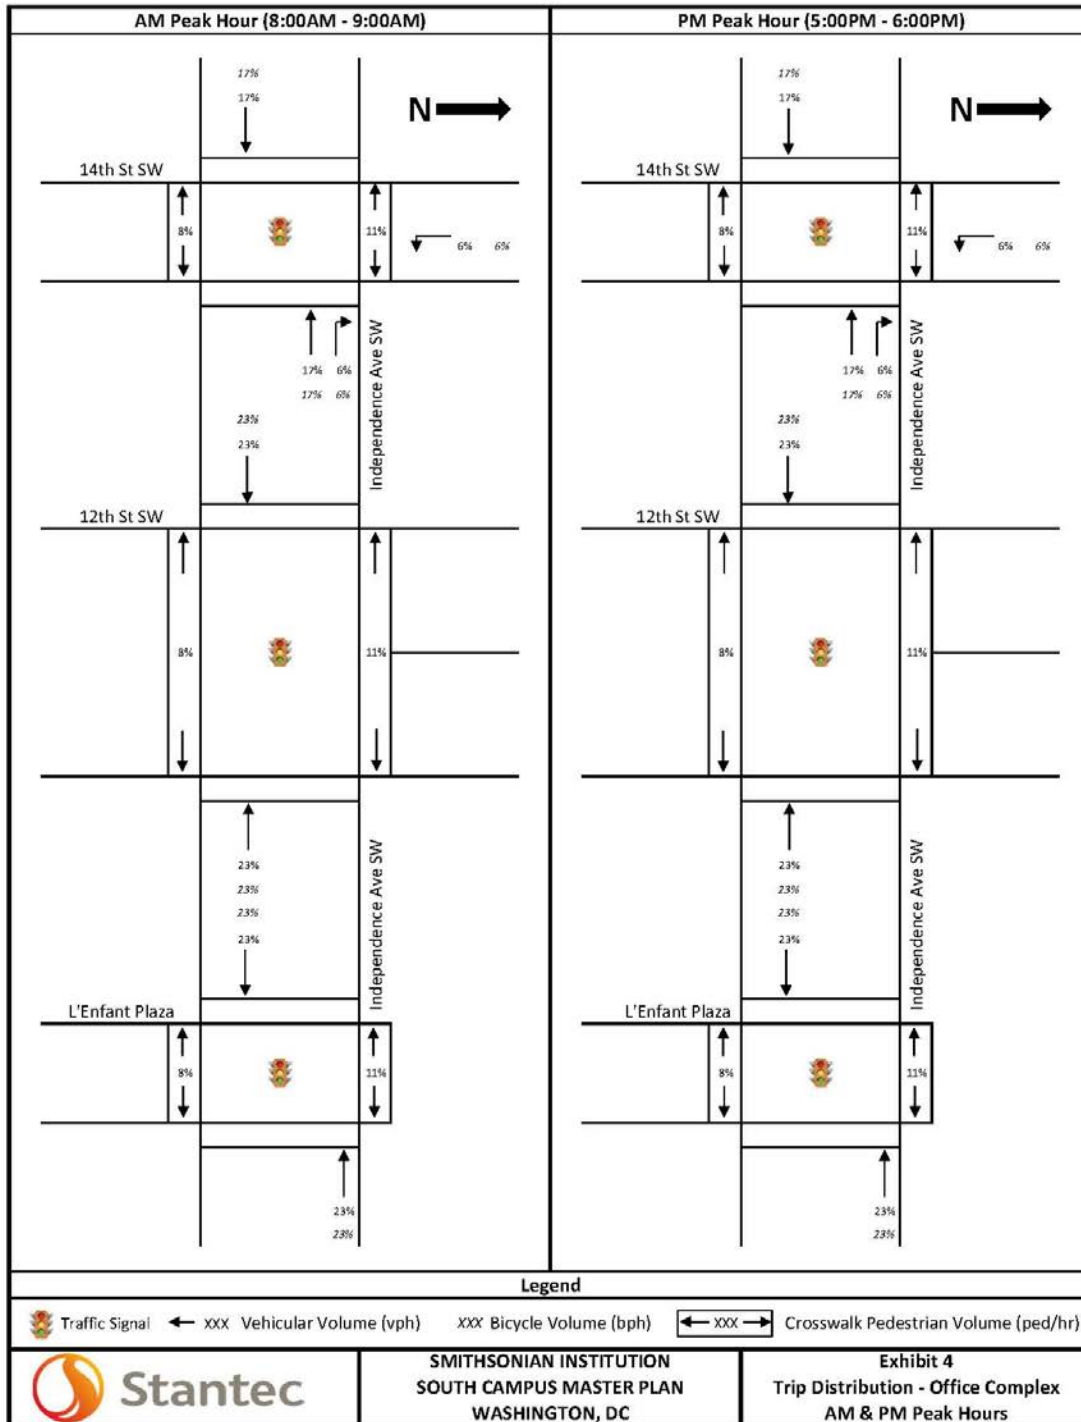 AM Peak Hour (8:00AM - 9:00AM)
17%
17%
N
14th St SW
8%
11%
6% 6%
17% 6%
17% 6%
23%
23%
Independence Ave SW
12th St SW
8%
11%
23%
23%
23%
23%
Independence Ave SW
L'Enfant Plaza
8%
11%
23%
23%
PM Peak Hour (5:00PM - 6:00PM)
17%
17%
N
14th St SW
8%
11%
6% 6%
17% 6%
17% 6%
23%
23%
Independence Ave SW
12th St SW
8%
11%
23%
23%
23%
23%
Independence Ave SW
L'Enfant Plaza
8%
11%
23%
23%
Legend
Traffic Signal
XXX Vehicular Volume (vph)
XXX Bicycle Volume (bph)
XXX Crosswalk Pedestrian Volume (ped/hr)
Stantec
SMITHSONIAN INSTITUTION
SOUTH CAMPUS MASTER PLAN
WASHINGTON, DC
Exhibit 4
Trip Distribution - Office Complex
AM & PM Peak Hours